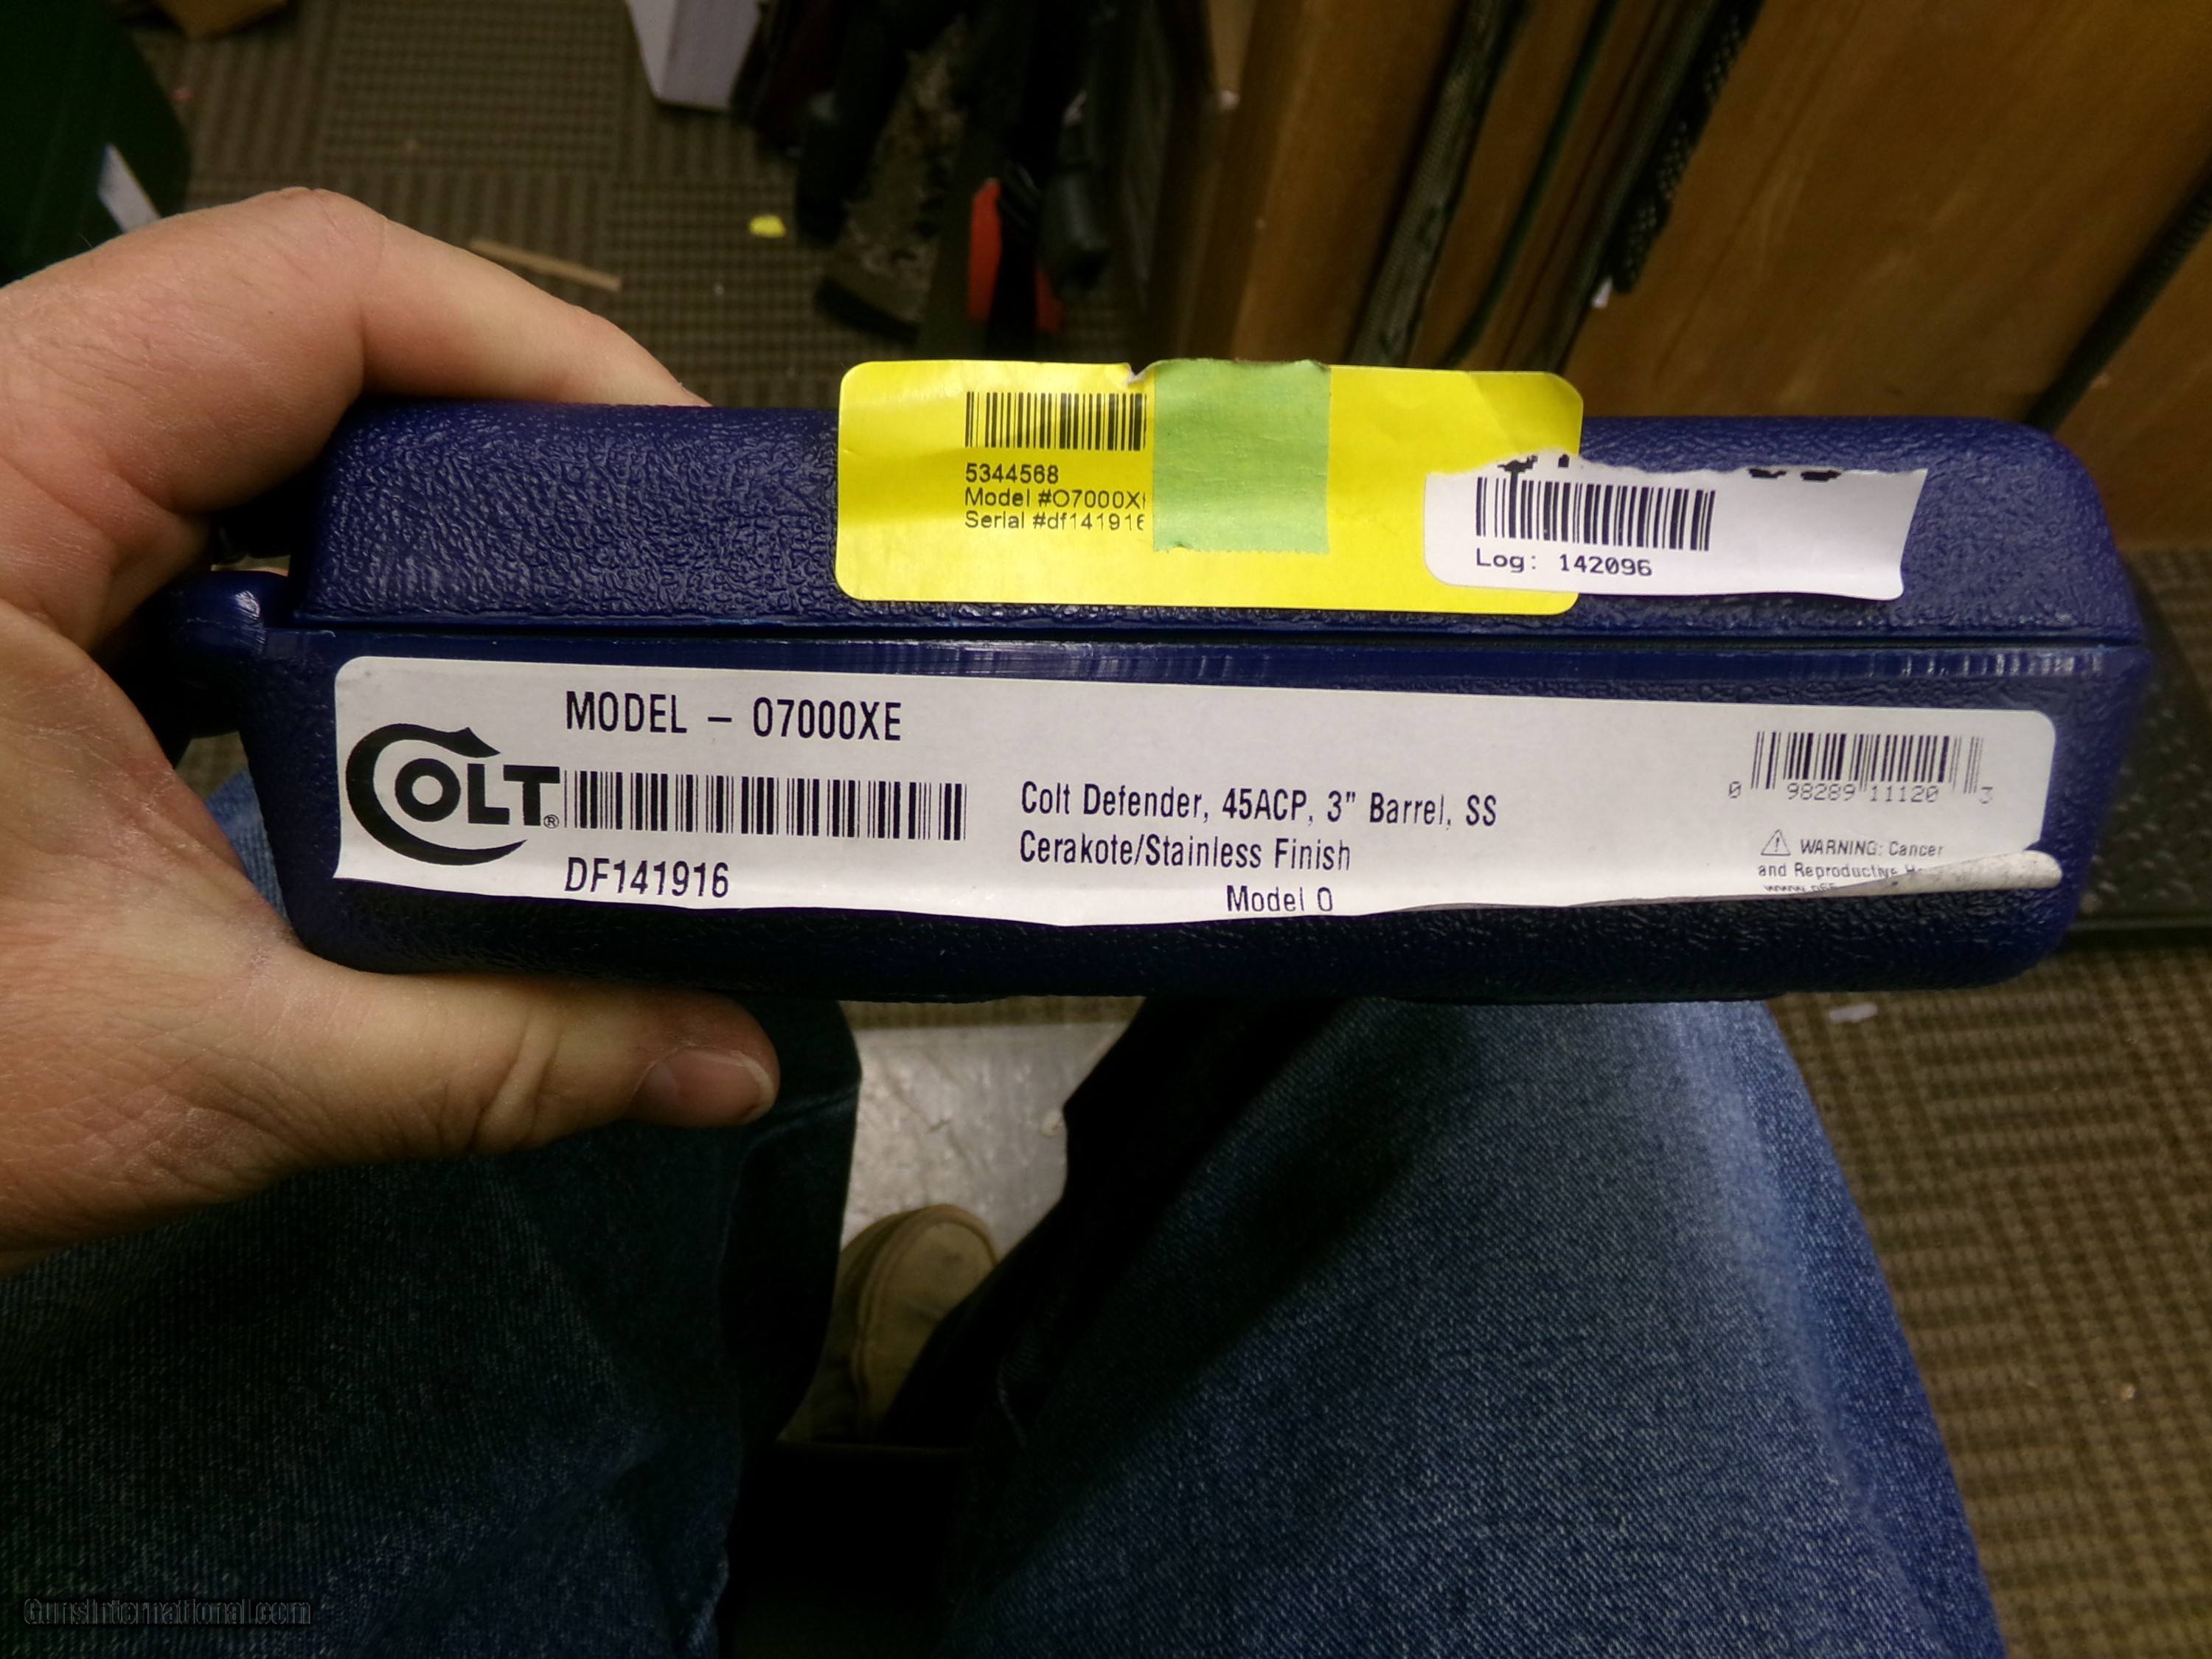 5344568
Model #O7000X
Serial #df141916
Log: 142096
MODEL – O7000XE
COLT®
DF141916
Colt Defender, 45ACP, 3" Barrel, SS
Cerakote/Stainless Finish
Model O
0 98289 11120 3
WARNING: Cancer
and Reproductive
GunsInternational.com